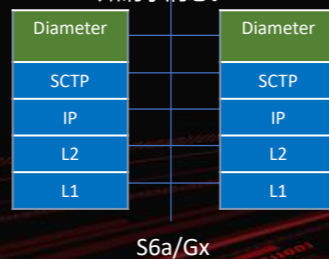 Diameter Diameter
SCTP SCTP
IP IP
L2 L2
L1 L1
S6a/Gx